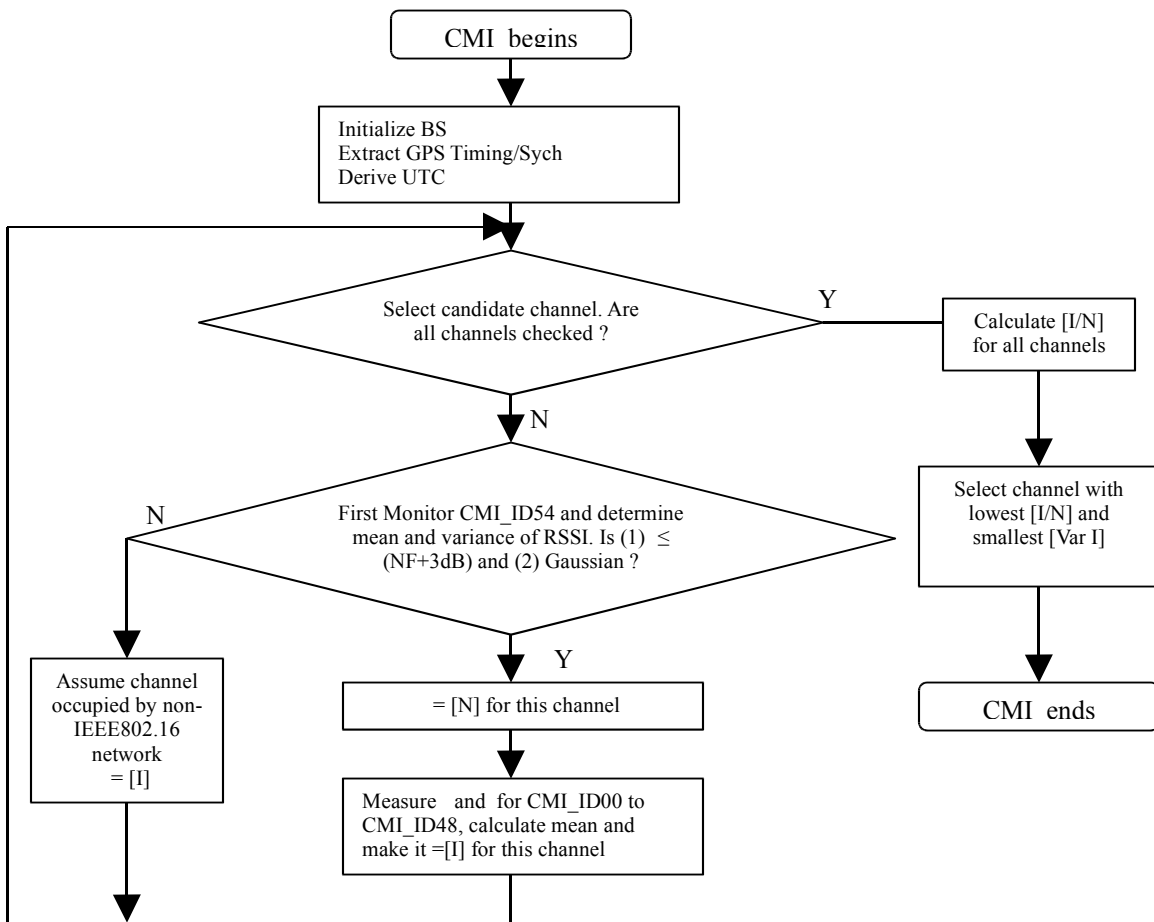 CMI begins
Initialize BS
Extract GPS Timing/Sych
Derive UTC
Select candidate channel. Are
all channels checked ?
Y
Calculate [I/N]
for all channels
N
First Monitor CMI_ID54 and determine
mean and variance of RSSI. Is (1) ≤
(NF+3dB) and (2) Gaussian ?
N
Select channel with
lowest [I/N] and
smallest [Var I]
Y
Assume channel
occupied by non-
IEEE802.16
network
= [I]
= [N] for this channel
CMI ends
Measure and for CMI_ID00 to
CMI_ID48, calculate mean and
make it =[I] for this channel